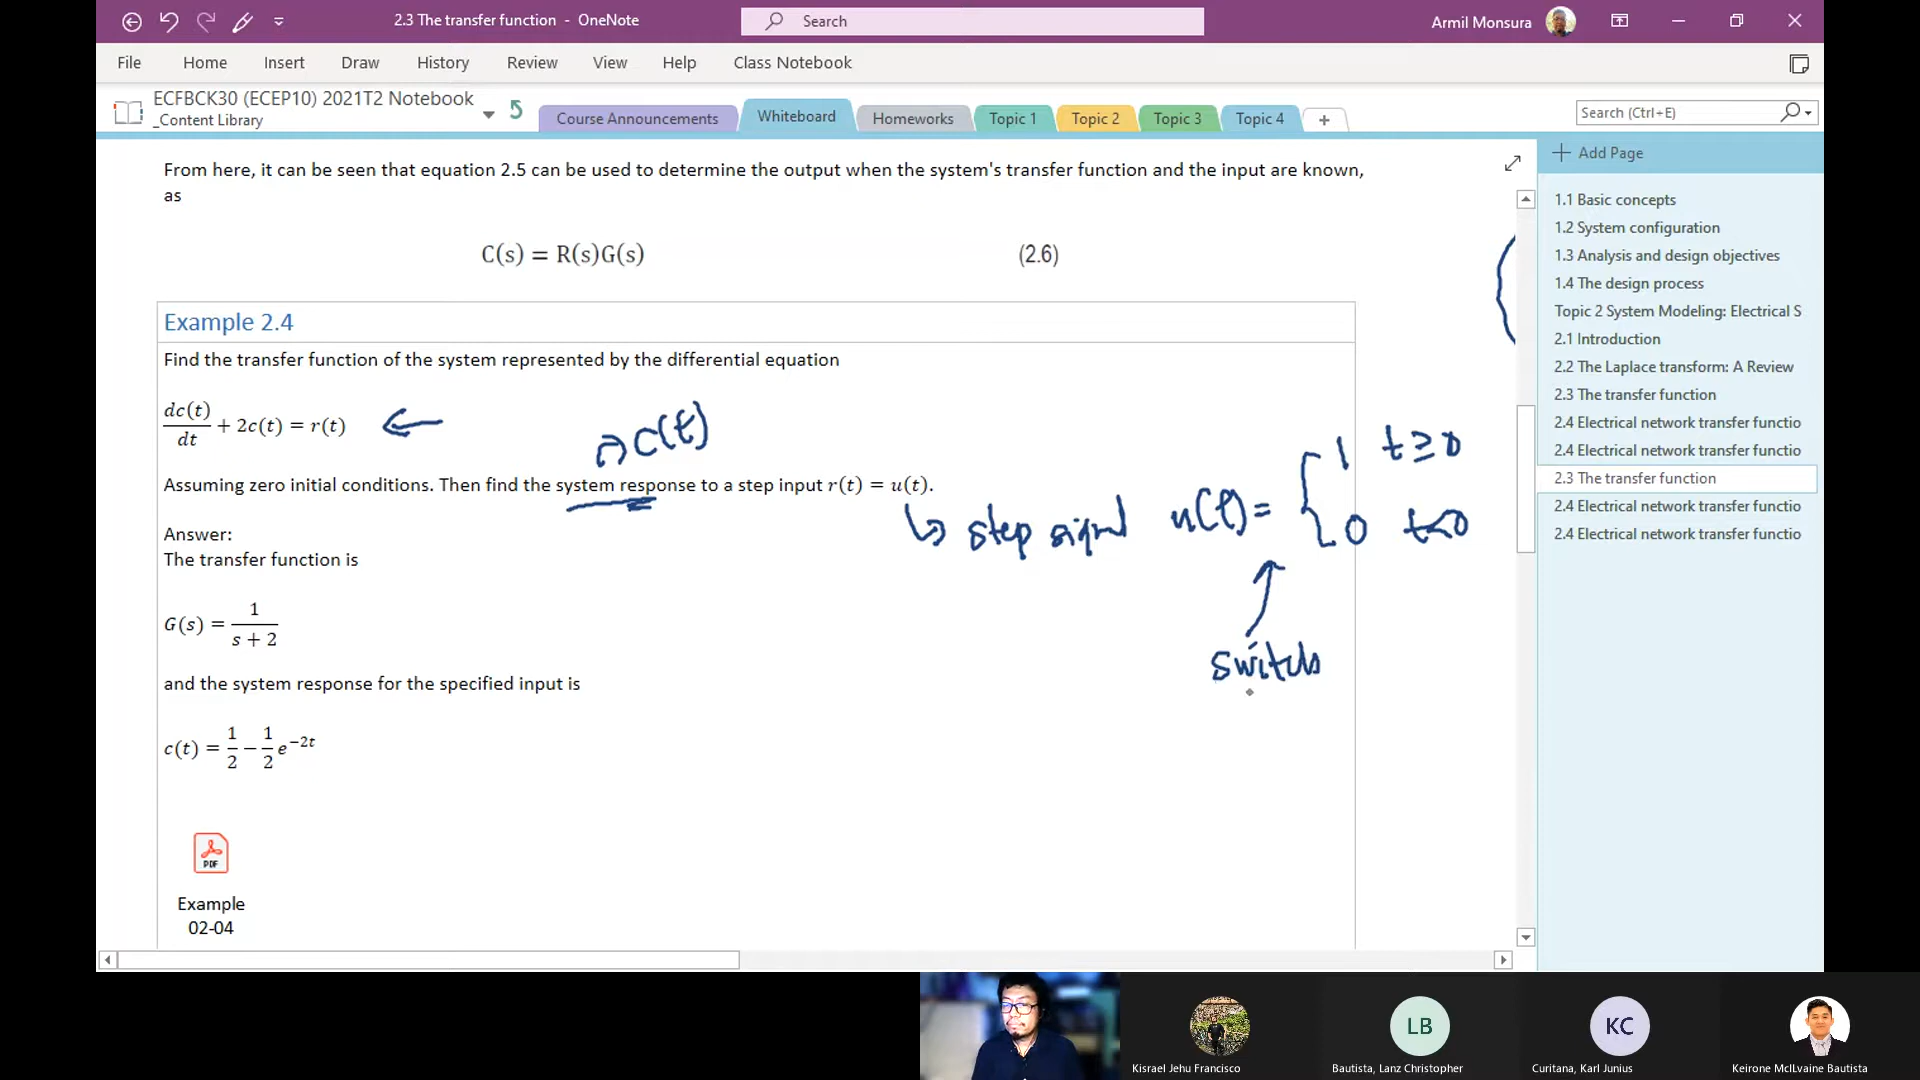 2.3 The transfer function - OneNote
Search
Armil Monsura
File Home Insert Draw History Review View Help Class Notebook
ECFBCK30 (ECEP10) 2021T2 Notebook
_Content Library
Course Announcements Whiteboard Homeworks Topic 1 Topic 2 Topic 3 Topic 4 +
Search (Ctrl+E)
From here, it can be seen that equation 2.5 can be used to determine the output when the system's transfer function and the input are known,
as
C(s) = R(s)G(s) (2.6)
Example 2.4
Find the transfer function of the system represented by the differential equation
dc(t)/dt + 2c(t) = r(t)
c(t)
Assuming zero initial conditions. Then find the system response to a step input r(t) = u(t).
step signal u(t) = { 1 t≥0
0 t<0
switch
Answer:
The transfer function is
G(s) = 1/(s + 2)
and the system response for the specified input is
c(t) = 1/2 − 1/2 e^−2t
PDF
Example
02-04
Add Page
1.1 Basic concepts
1.2 System configuration
1.3 Analysis and design objectives
1.4 The design process
Topic 2 System Modeling: Electrical S
2.1 Introduction
2.2 The Laplace transform: A Review
2.3 The transfer function
2.4 Electrical network transfer functio
2.4 Electrical network transfer functio
2.3 The transfer function
2.4 Electrical network transfer functio
2.4 Electrical network transfer functio
LB KC
Kisrael Jehu Francisco Bautista, Lanz Christopher Curitana, Karl Junius Keirone McIlvaine Bautista